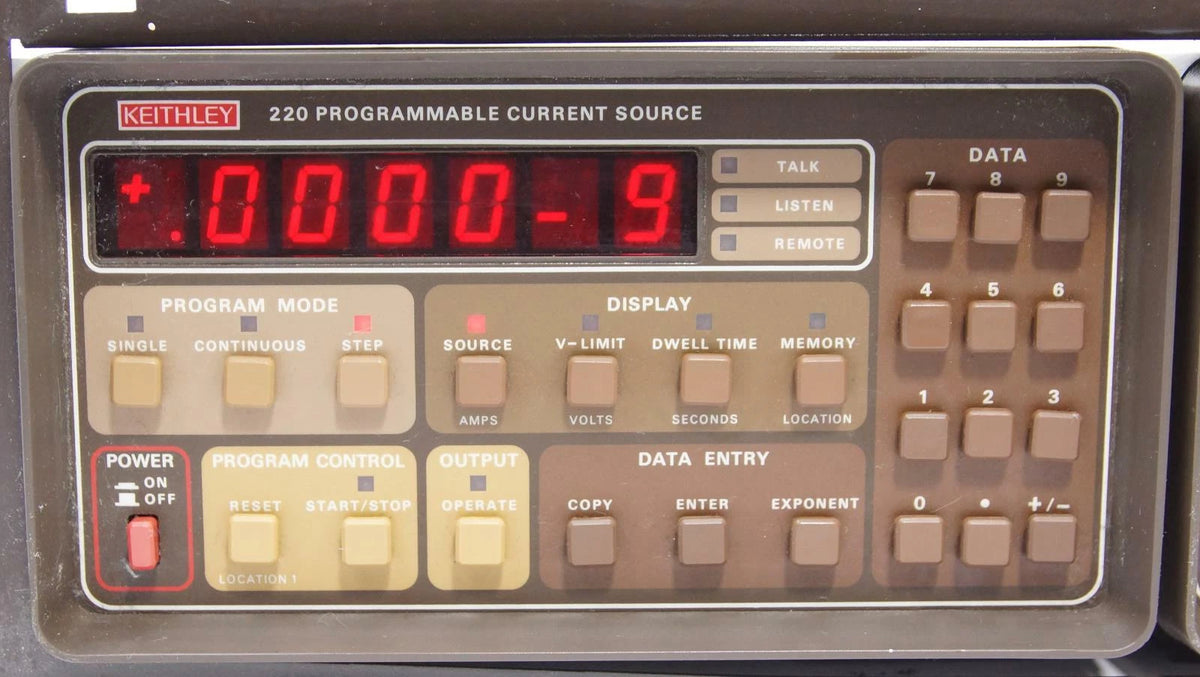 KEITHLEY 220 PROGRAMMABLE CURRENT SOURCE
+.0000-9
TALK
LISTEN
REMOTE
PROGRAM MODE
SINGLE CONTINUOUS STEP
DISPLAY
SOURCE V-LIMIT DWELL TIME MEMORY
AMPS VOLTS SECONDS LOCATION
POWER
ON
OFF
PROGRAM CONTROL
RESET START/STOP
LOCATION 1
OUTPUT
OPERATE
DATA ENTRY
COPY ENTER EXPONENT
DATA
7 8 9
4 5 6
1 2 3
0 • +/−